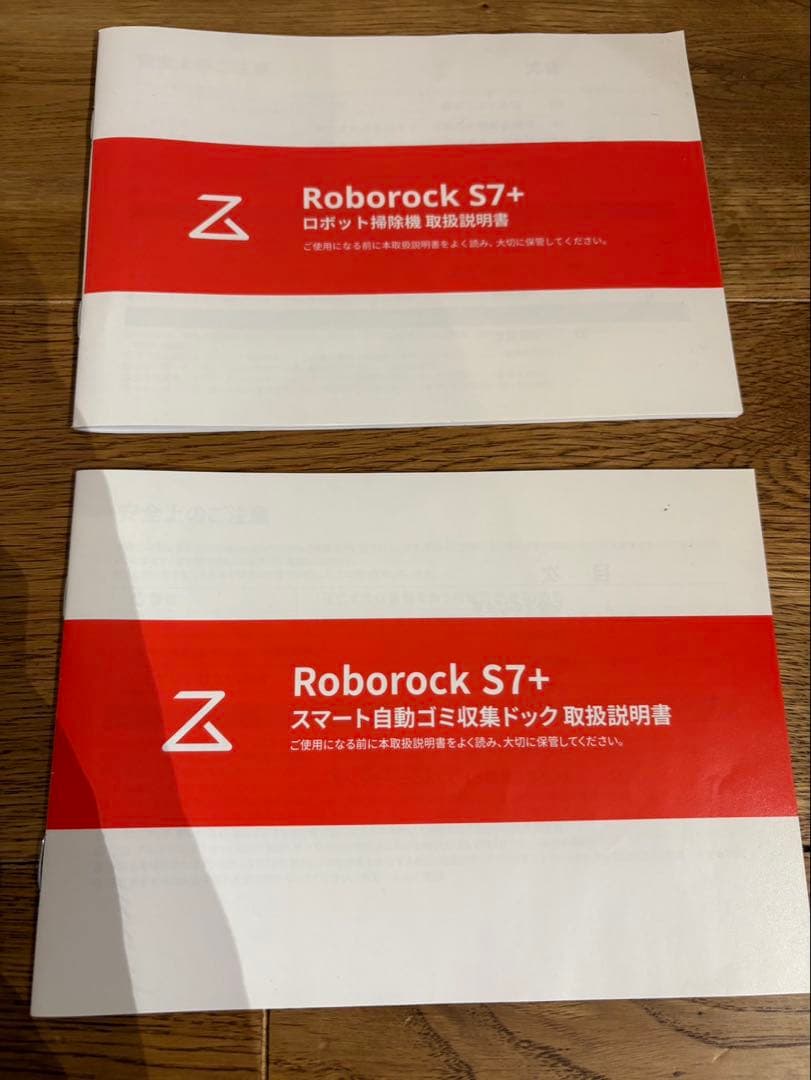 Roborock S7+
ロボット掃除機 取扱説明書
ご使用になる前に本取扱説明書をよく読み、大切に保管してください。
Roborock S7+
スマート自動ゴミ収集ドック 取扱説明書
ご使用になる前に本取扱説明書をよく読み、大切に保管してください。